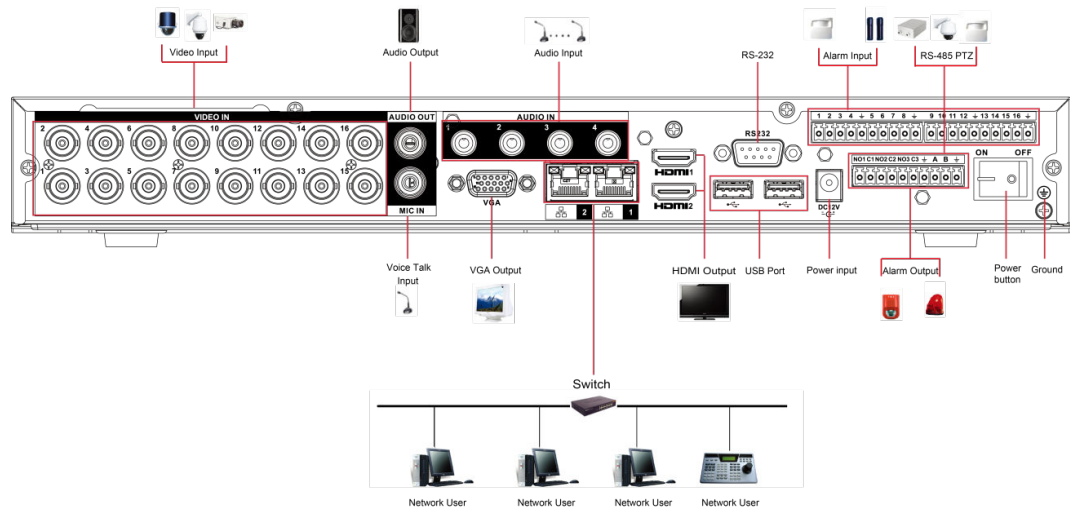 Video Input
Audio Output
Audio Input
RS-232
Alarm Input
RS-485 PTZ
VIDEO IN
AUDIO OUT
AUDIO IN
2 4 6 8 10 12 14 16
1 2 3 4
RS232
1 2 3 4 5 6 7 8 9 10 11 12 13 14 15 16
HDMI1
NO1 C1 NO2 C2 NO3 C3 A B
ON OFF
1 3 5 7 9 11 13 15
MIC IN
VGA
2 1
HDMI2
DC12V
Voice Talk
Input
VGA Output
HDMI Output
USB Port
Power input
Alarm Output
Power
button
Ground
Switch
Network User
Network User
Network User
Network User